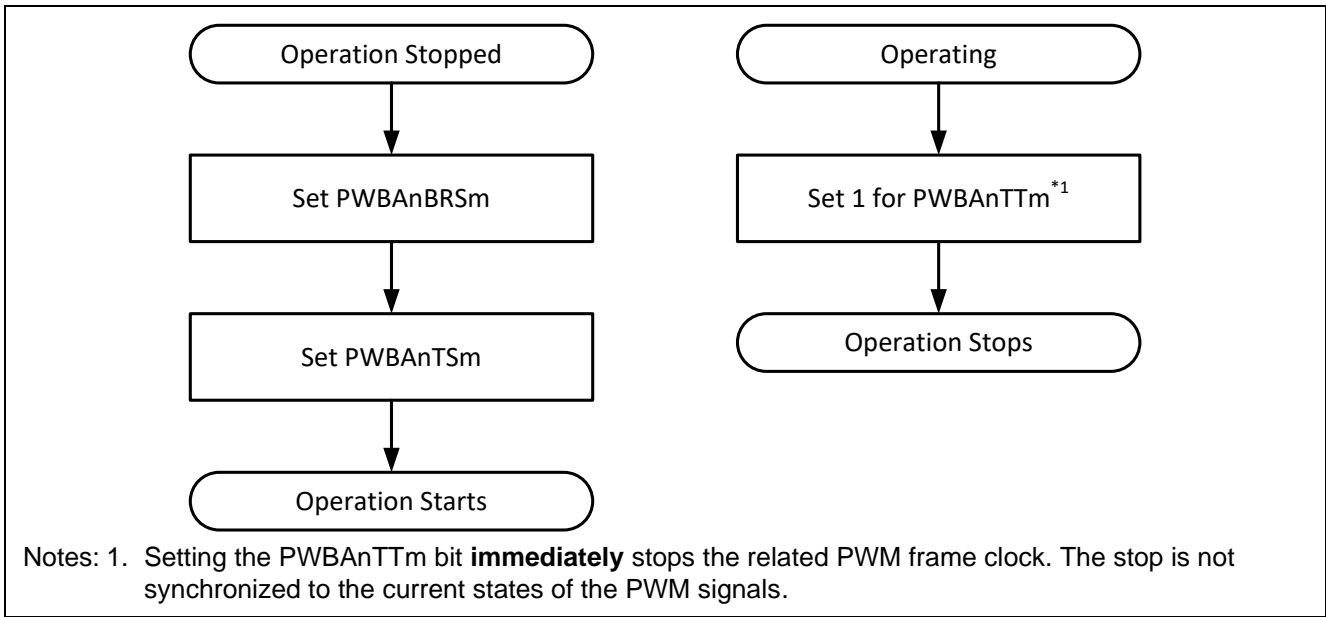 Operation Stopped
Set PWBAnBRSm
Set PWBAnTSm
Operation Starts
Operating
Set 1 for PWBAnTTm*1
Operation Stops
Notes: 1. Setting the PWBAnTTm bit immediately stops the related PWM frame clock. The stop is not
synchronized to the current states of the PWM signals.